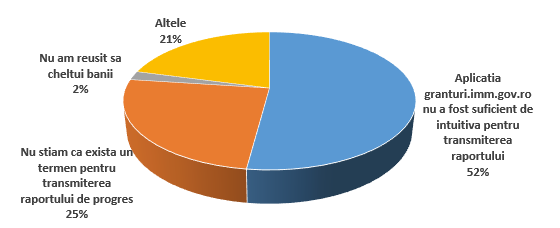 Altele
21%
Nu am reusit sa
cheltui banii
2%
Aplicatia
granturi.imm.gov.ro
nu a fost suficient de
intuitiva pentru
transmiterea
raportului
52%
Nu stiam ca exista un
termen pentru
transmiterea
raportului de progres
25%